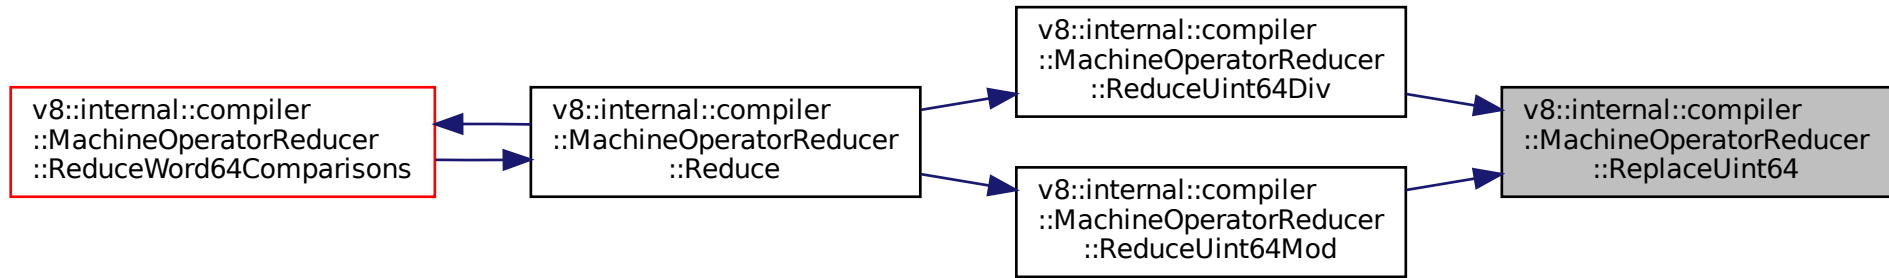 v8::internal::compiler
::MachineOperatorReducer
::ReduceWord64Comparisons
v8::internal::compiler
::MachineOperatorReducer
::Reduce
v8::internal::compiler
::MachineOperatorReducer
::ReduceUint64Div
v8::internal::compiler
::MachineOperatorReducer
::ReduceUint64Mod
v8::internal::compiler
::MachineOperatorReducer
::ReplaceUint64